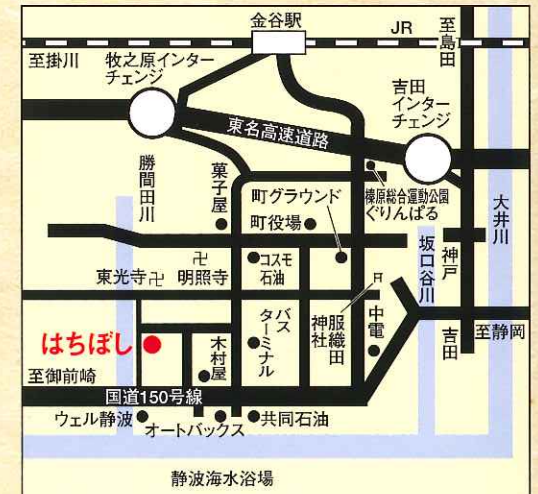 金谷駅
JR
至島田
至掛川
牧之原インター
チェンジ
吉田
インター
チェンジ
東名高速道路
勝間田川
菓子屋
町グラウンド
榛原総合運動公園
ぐりんぱる
町役場
大井川
坂口谷川
神戸
卍
東光寺卍
明照寺
コスモ
石油
はちぼし
木村屋
バス
ターミナル
服織田
神社
中電
吉田
至静岡
至御前崎
国道150号線
ウェル静波
オートバックス
共同石油
静波海水浴場